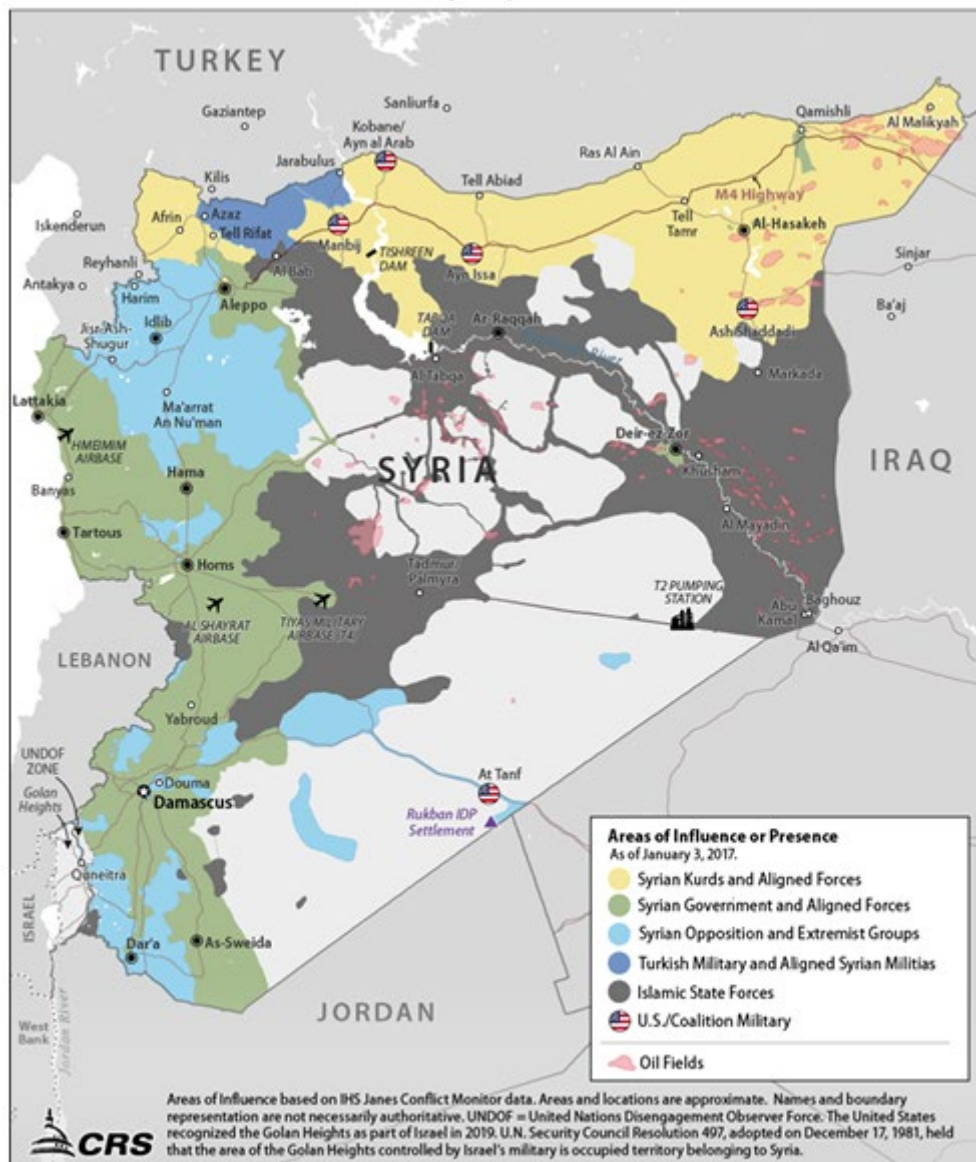 TURKEY
Gaziantep
Sanliurfa
Kobane/
Ayn al Arab
Qamishli
Al Malikyah
Jarabulus
Ras Al Ain
Kilis
Tell Abiad
M4 Highway
Iskenderun
Afrin
Azaz
Tell Rifat
Manbij
Tell
Tamr
Al-Hasakeh
Reyhanli
Al Bab
TISHREEN
DAM
Ayn Issa
Sinjar
Antakya
Harim
Aleppo
Ba'aj
Jisr Ash-
Shugur
Idlib
TABQA
DAM
Ar-Raqqah
River
Ash Shaddadi
Al Tabqa
Markada
Lattakia
Ma'arrat
An Nu'man
HMEIMIM
AIRBASE
Deir-ez-Zor
SYRIA
Khusham
IRAQ
Banyas
Hama
Al Mayadin
Tartous
Homs
Tadmur/
Palmyra
T2 PUMPING
STATION
Abu
Kamal
Baghouz
AL SHAYRAT
AIRBASE
TIYAS MILITARY
AIRBASE (T4)
Al-Qa'im
LEBANON
Yabroud
UNDOF
ZONE
Golan
Heights
Douma
Damascus
At Tanf
Rukban IDP
Settlement
Quneitra
ISRAEL
Dar'a
As-Sweida
JORDAN
West
Bank
Jordan River
Areas of Influence or Presence
As of January 3, 2017.
Syrian Kurds and Aligned Forces
Syrian Government and Aligned Forces
Syrian Opposition and Extremist Groups
Turkish Military and Aligned Syrian Militias
Islamic State Forces
U.S./Coalition Military
Oil Fields
Areas of Influence based on IHS Janes Conflict Monitor data. Areas and locations are approximate. Names and boundary
representation are not necessarily authoritative. UNDOF = United Nations Disengagement Observer Force. The United States
recognized the Golan Heights as part of Israel in 2019. U.N. Security Council Resolution 497, adopted on December 17, 1981, held
that the area of the Golan Heights controlled by Israel's military is occupied territory belonging to Syria.
CRS